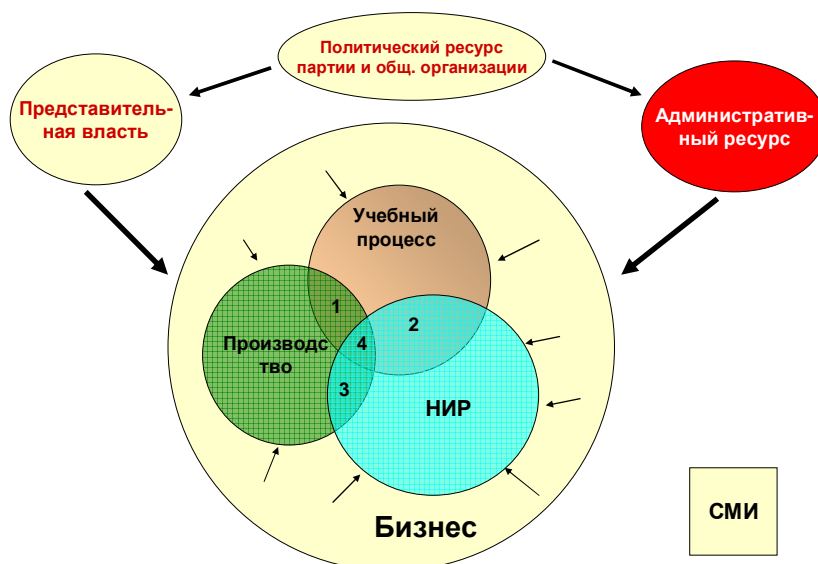 Политический ресурс
партии и общ. организации
Представитель-
ная власть
Административ-
ный ресурс
Учебный
процесс
1
2
Производс
тво
4
3
НИР
Бизнес
СМИ